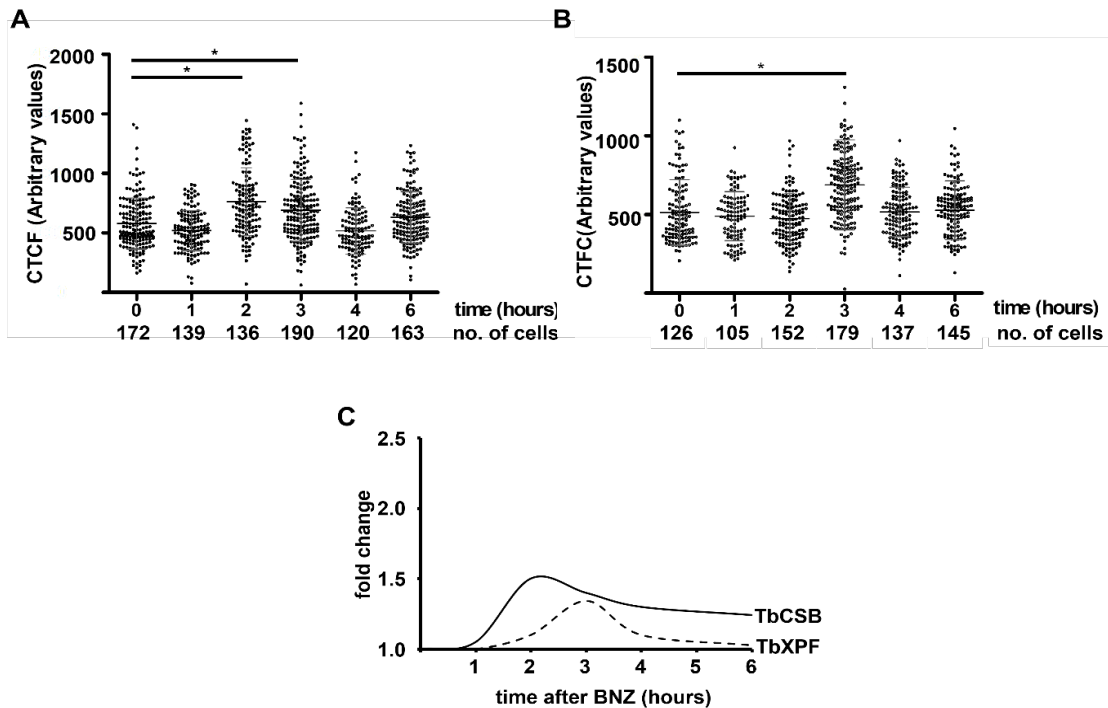 A
CTCF (Arbitrary values)
2000
1500
1000
500
*
*
0 1 2 3 4 6 time (hours)
172 139 136 190 120 163 no. of cells
B
CTFC(Arbitrary values)
1500
1000
500
0
*
0 1 2 3 4 6 time (hours)
126 105 152 179 137 145 no. of cells
C
fold change
2.5
2.0
1.5
1.0
TbCSB
TbXPF
1 2 3 4 5 6
time after BNZ (hours)